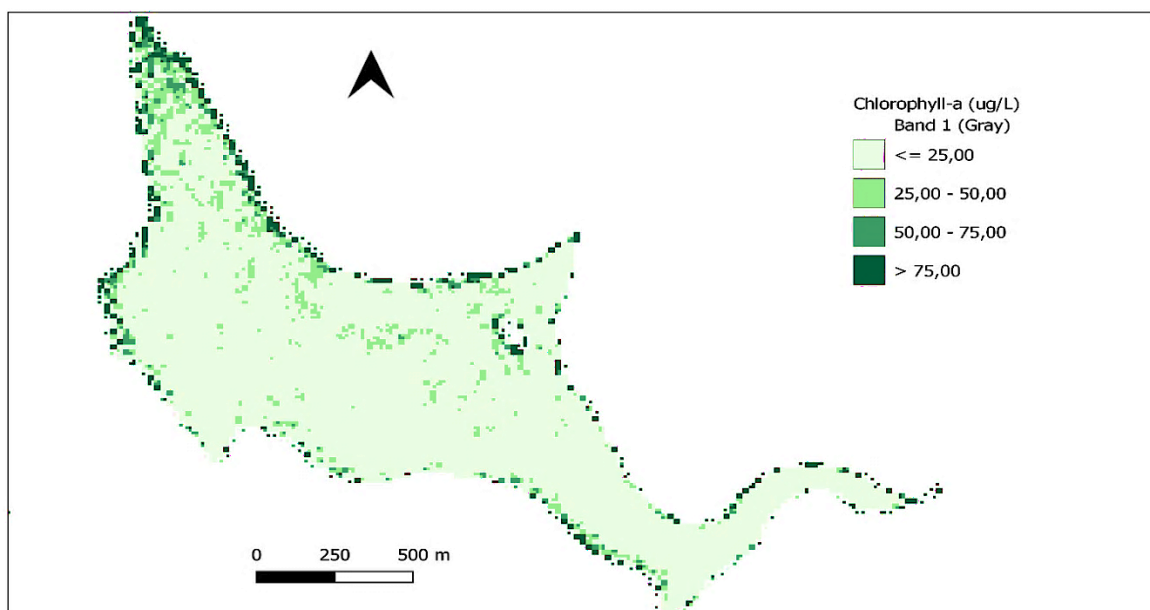 Chlorophyll-a (ug/L)
Band 1 (Gray)
<= 25,00
25,00 - 50,00
50,00 - 75,00
> 75,00
0 250 500 m